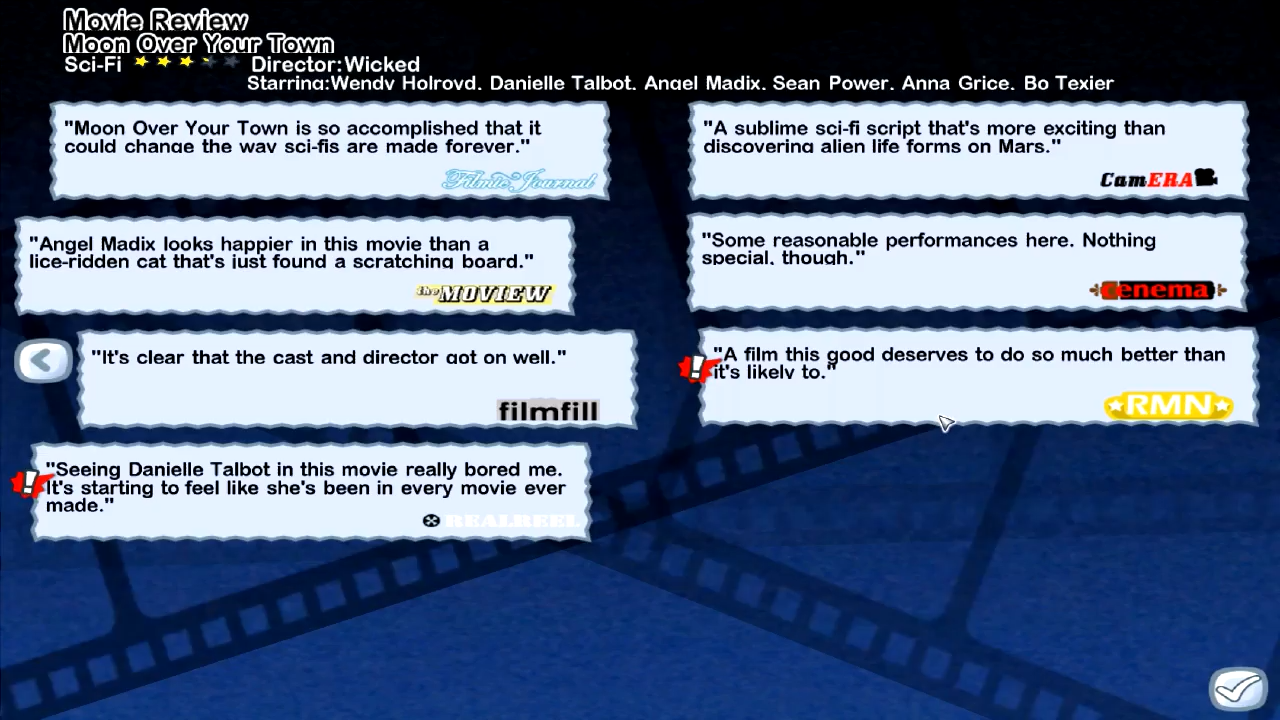 Movie Review
Moon Over Your Town
Sci-Fi Director:Wicked
Starring:Wendy Holroyd, Danielle Talbot, Angel Madix, Sean Power, Anna Grice, Bo Texier
"Moon Over Your Town is so accomplished that it
could change the way sci-fis are made forever."
Filmic Journal
"A sublime sci-fi script that's more exciting than
discovering alien life forms on Mars."
CamERA
"Angel Madix looks happier in this movie than a
lice-ridden cat that's just found a scratching board."
the MOVIEW
"Some reasonable performances here. Nothing
special, though."
Cenema
"It's clear that the cast and director got on well."
filmfill
"A film this good deserves to do so much better than
it's likely to."
RMN
"Seeing Danielle Talbot in this movie really bored me.
It's starting to feel like she's been in every movie ever
made."
REALREEL